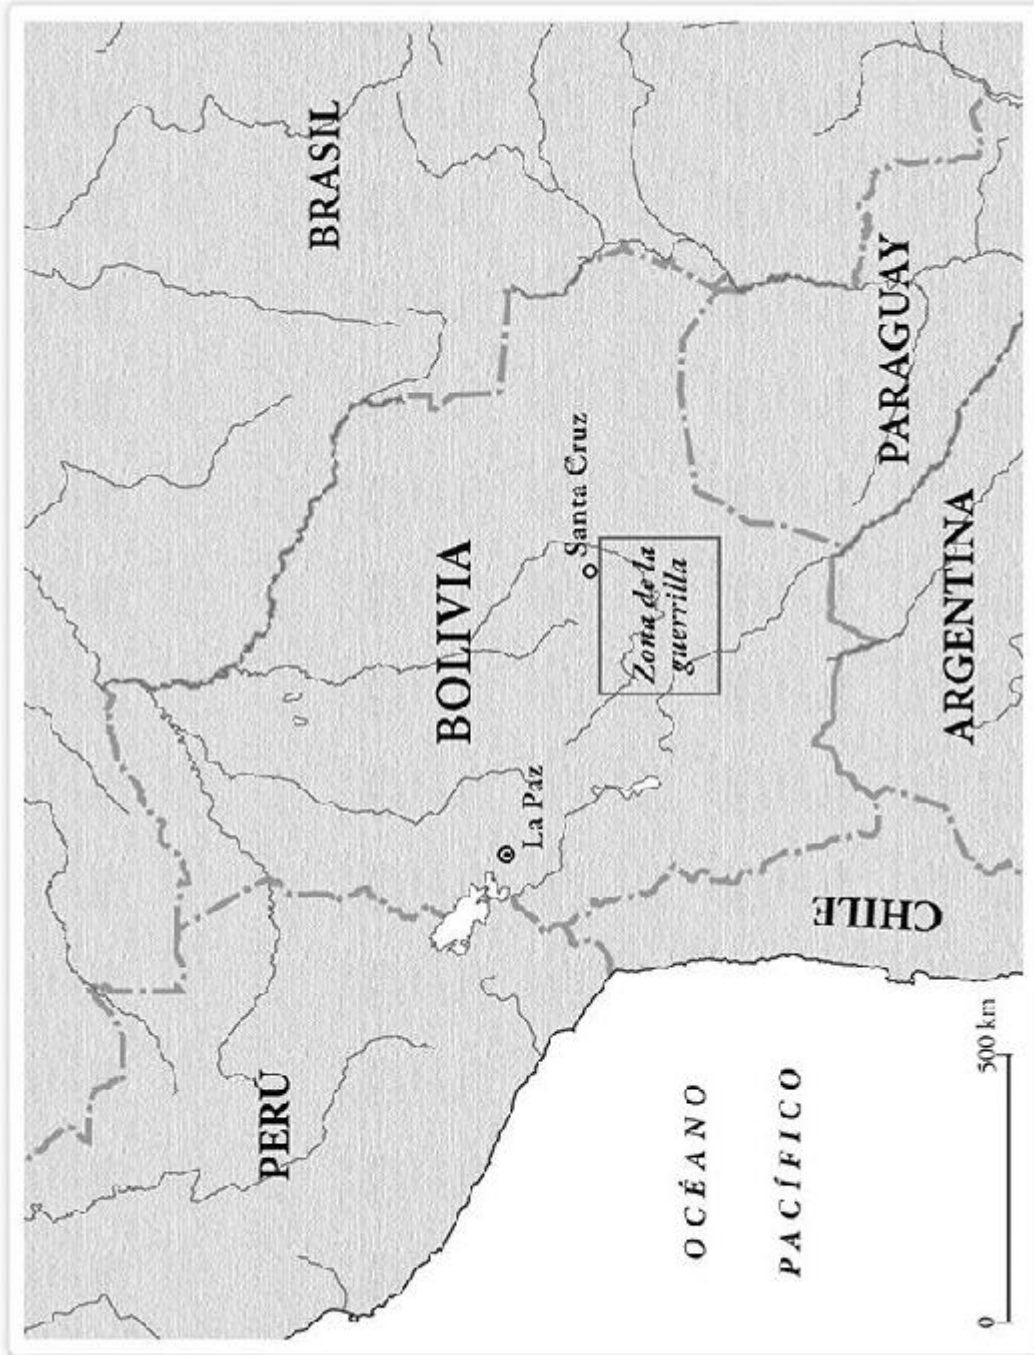 BRASIL
PERÚ
BOLIVIA
La Paz
Santa Cruz
Zona de la
guerrilla
PARAGUAY
CHILE
ARGENTINA
OCÉANO
PACÍFICO
0 500 km